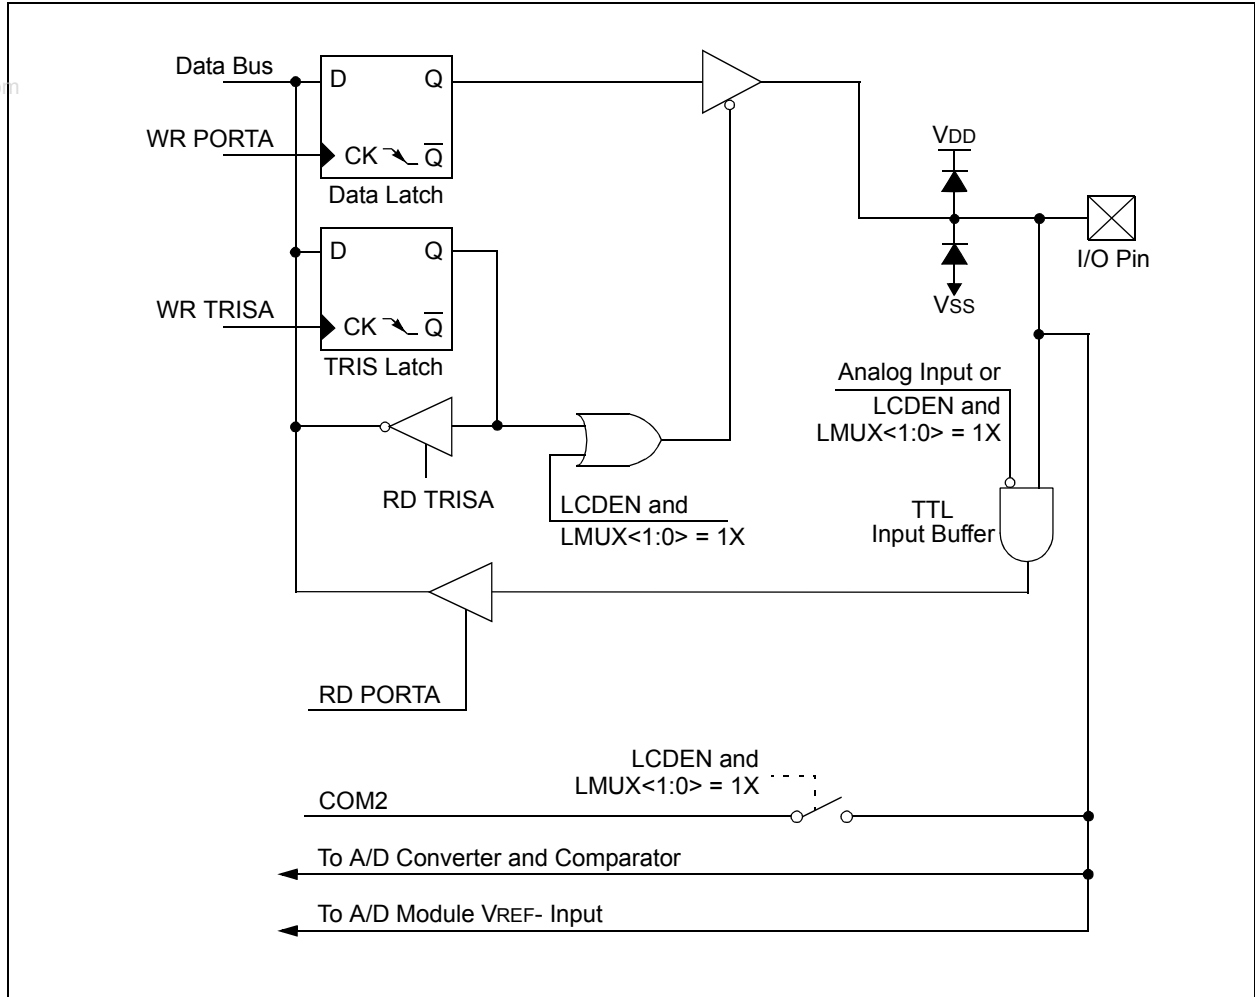 Data Bus
om
D Q
WR PORTA
CK Q
Data Latch
VDD
D Q
I/O Pin
WR TRISA
CK Q
VSS
TRIS Latch
Analog Input or
LCDEN and
LMUX<1:0> = 1X
RD TRISA
LCDEN and
LMUX<1:0> = 1X
TTL
Input Buffer
RD PORTA
LCDEN and
LMUX<1:0> = 1X
COM2
To A/D Converter and Comparator
To A/D Module VREF- Input